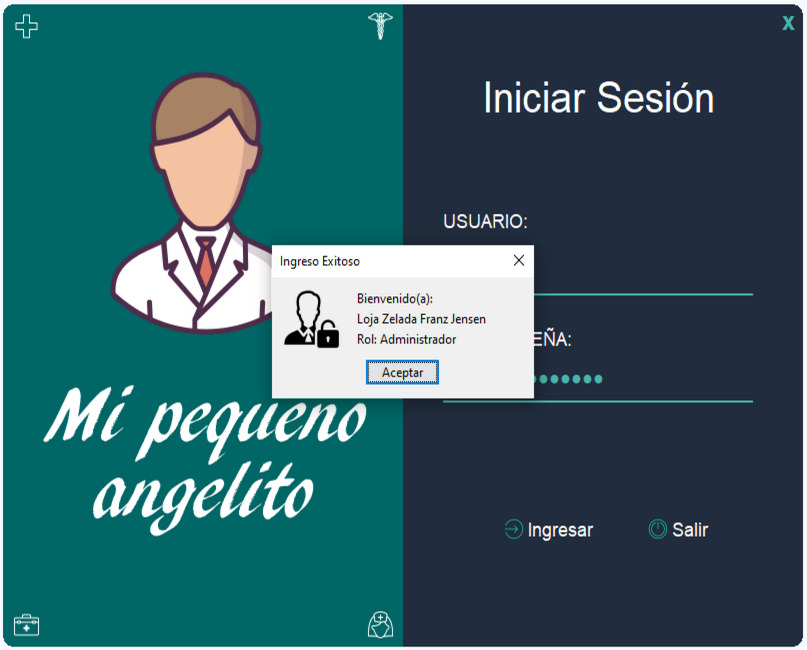 X
Iniciar Sesión
USUARIO:
Ingreso Exitoso
Bienvenido(a):
Loja Zelada Franz Jensen
Rol: Administrador
Aceptar
EÑA:
Mi pequeno
angelito
Ingresar
Salir